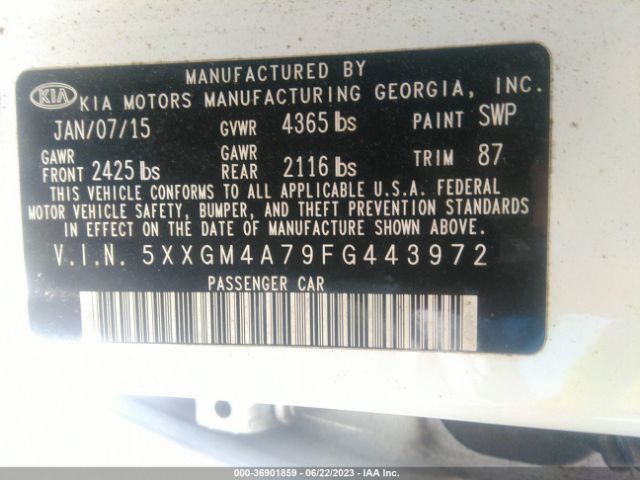 MANUFACTURED BY
KIA KIA MOTORS MANUFACTURING GEORGIA, INC.
JAN/07/15 GVWR 4365 lbs PAINT SWP
GAWR FRONT 2425 lbs GAWR REAR 2116 lbs TRIM 87
THIS VEHICLE CONFORMS TO ALL APPLICABLE U.S.A. FEDERAL
MOTOR VEHICLE SAFETY, BUMPER, AND THEFT PREVENTION STANDARDS
IN EFFECT ON THE DATE OF MANUFACTURE SHOWN ABOVE.
V.I.N. 5XXGM4A79FG443972
PASSENGER CAR
000-36901859 - 06/22/2023 - IAA Inc.